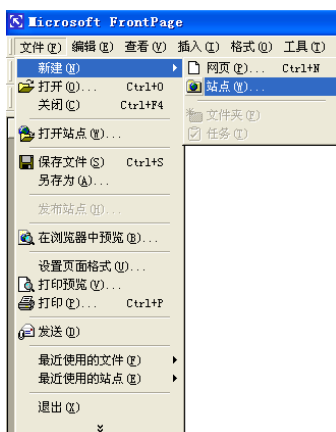 Microsoft FrontPage
文件(F) 编辑(E) 查看(V) 插入(I) 格式(O) 工具(T)
新建(N)
网页(P)... Ctrl+N
打开(O)... Ctrl+O
站点(W)...
关闭(C) Ctrl+F4
文件夹(F)
打开站点(W)...
任务(T)
保存文件(S) Ctrl+S
另存为(A)...
发布站点(H)...
在浏览器中预览(B)...
设置页面格式(U)...
打印预览(V)...
打印(P)... Ctrl+P
发送(D)
最近使用的文件(F)
最近使用的站点(E)
退出(X)